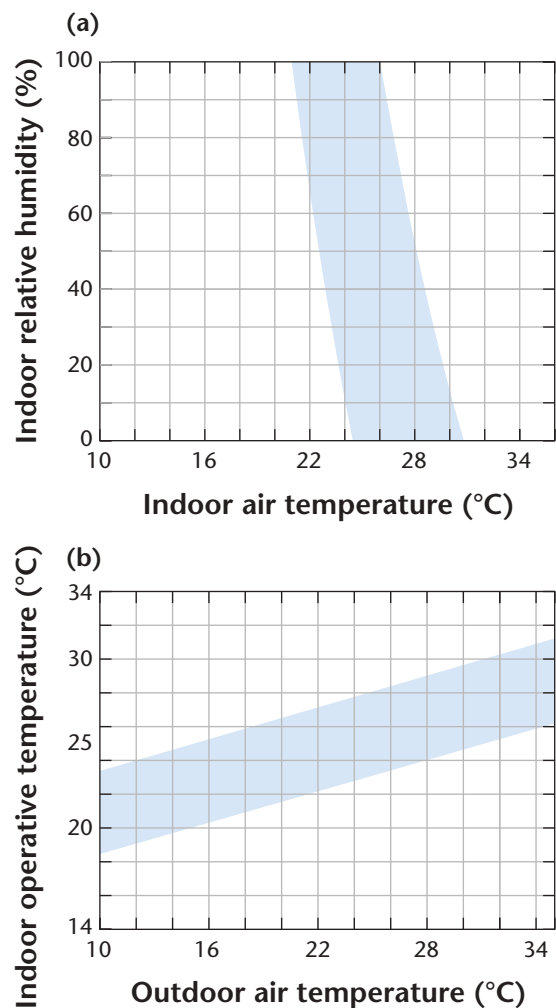 (a)
Indoor relative humidity (%)
100
80
60
40
20
0
10 16 22 28 34
Indoor air temperature (°C)
(b)
Indoor operative temperature (°C)
34
30
25
20
14
10 16 22 28 34
Outdoor air temperature (°C)